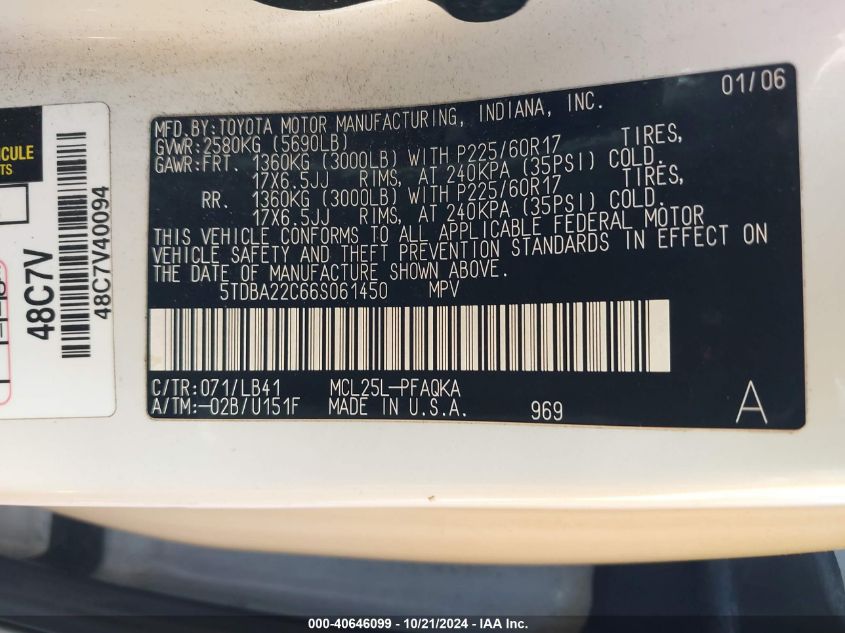 01/06
MFD.BY:TOYOTA MOTOR MANUFACTURING, INDIANA, INC.
GVWR:2580KG (5690LB)
GAWR:FRT. 1360KG (3000LB) WITH P225/60R17 TIRES,
17X6.5JJ RIMS, AT 240KPA (35PSI) COLD.
RR. 1360KG (3000LB) WITH P225/60R17 TIRES,
17X6.5JJ RIMS, AT 240KPA (35PSI) COLD.
THIS VEHICLE CONFORMS TO ALL APPLICABLE FEDERAL MOTOR
VEHICLE SAFETY AND THEFT PREVENTION STANDARDS IN EFFECT ON
THE DATE OF MANUFACTURE SHOWN ABOVE.
5TDBA22C66S061450 MPV
C/TR:071/LB41 MCL25L-PFAQKA
A/TM:-02B/U151F MADE IN U.S.A. 969 A
48C7V
48C7V40094
000-40646099 - 10/21/2024 - IAA Inc.